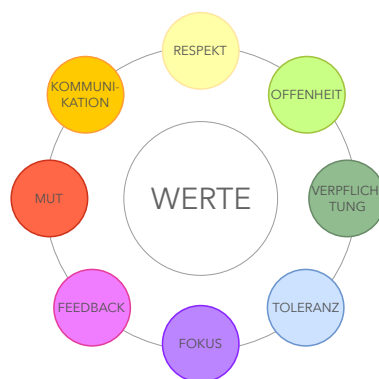 RESPEKT
OFFENHEIT
VERPFLICH
TUNG
TOLERANZ
FOKUS
FEEDBACK
MUT
KOMMUNI-
KATION
WERTE